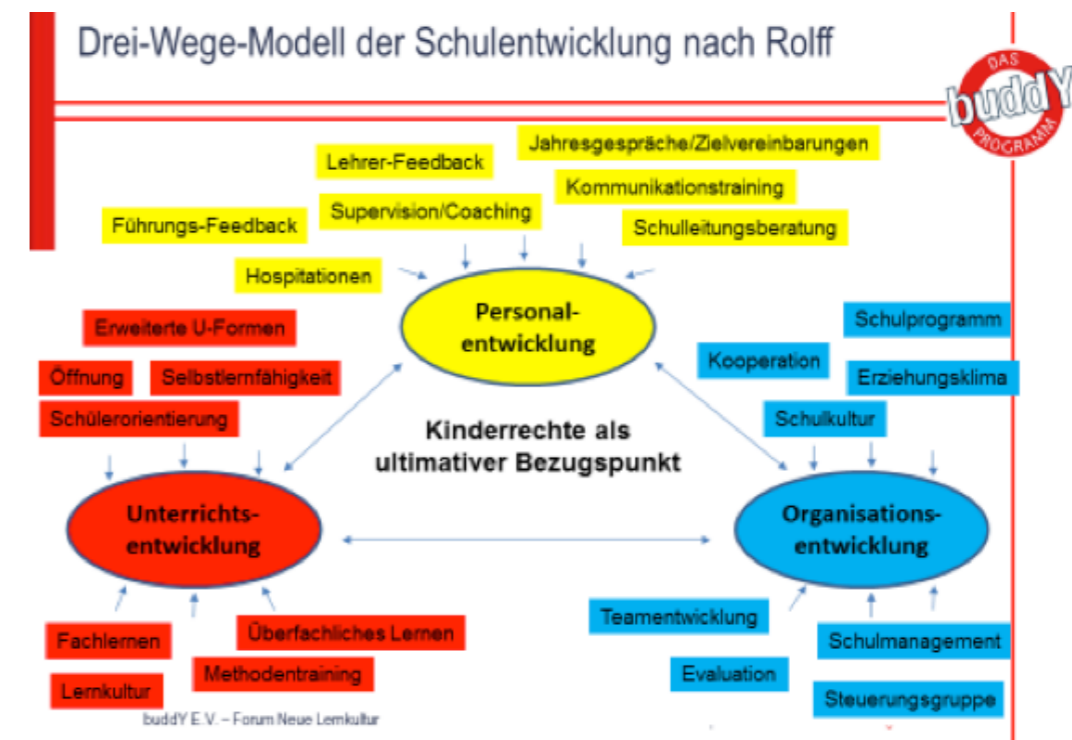 Drei-Wege-Modell der Schulentwicklung nach Rolff
DAS
buddY
PROGRAMM
Jahresgespräche/Zielvereinbarungen
Lehrer-Feedback
Kommunikationstraining
Supervision/Coaching
Führungs-Feedback
Schulleitungsberatung
Hospitationen
Personal-
entwicklung
Erweiterte U-Formen
Öffnung
Selbstlernfähigkeit
Schülerorientierung
Schulprogramm
Kooperation
Erziehungsklima
Schulkultur
Kinderrechte als
ultimativer Bezugspunkt
Unterrichts-
entwicklung
Organisations-
entwicklung
Fachlernen
Überfachliches Lernen
Methodentraining
Lernkultur
Teamentwicklung
Schulmanagement
Evaluation
Steuerungsgruppe
buddY E.V. – Forum Neue Lernkultur